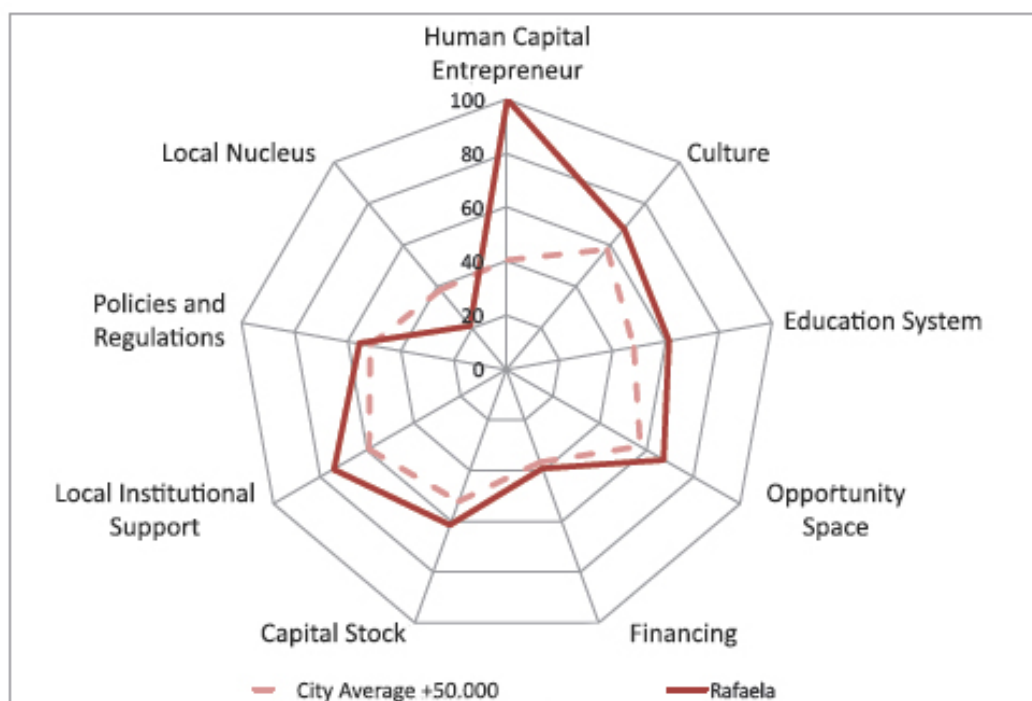 Human Capital
Entrepreneur
100
Local Nucleus
Culture
80
60
40
Policies and
Regulations
20
Education System
0
Local Institutional
Support
Opportunity
Space
Capital Stock
Financing
City Average +50.000
Rafaela